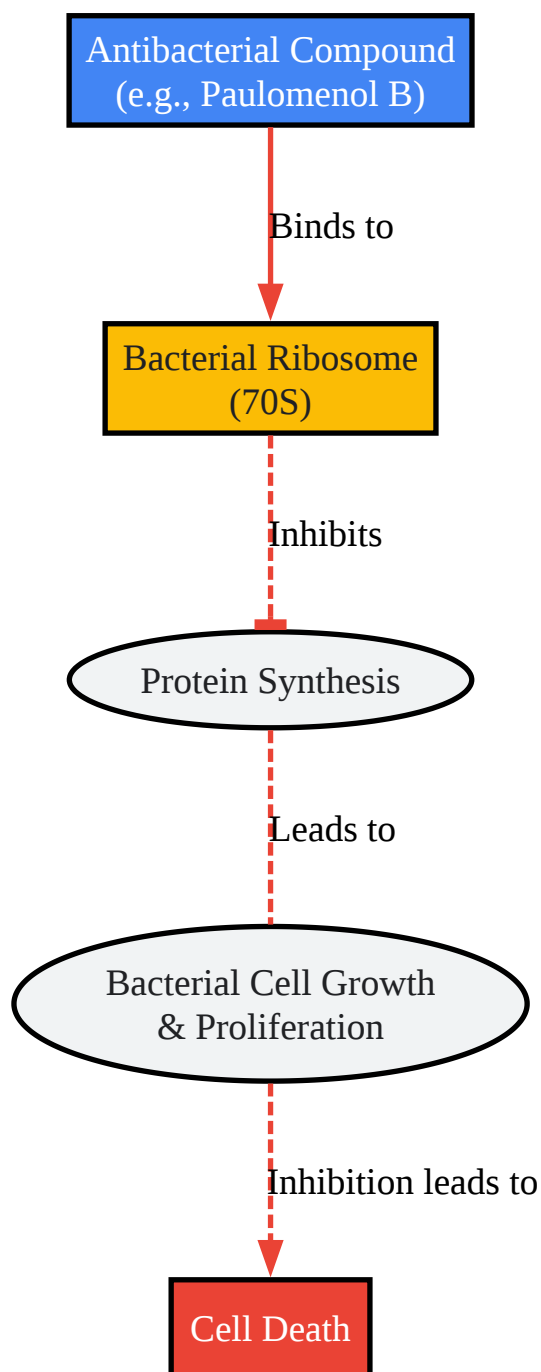 Antibacterial Compound
(e.g., Paulomenol B)
Binds to
Bacterial Ribosome
(70S)
Inhibits
Protein Synthesis
Leads to
Bacterial Cell Growth
& Proliferation
Inhibition leads to
Cell Death